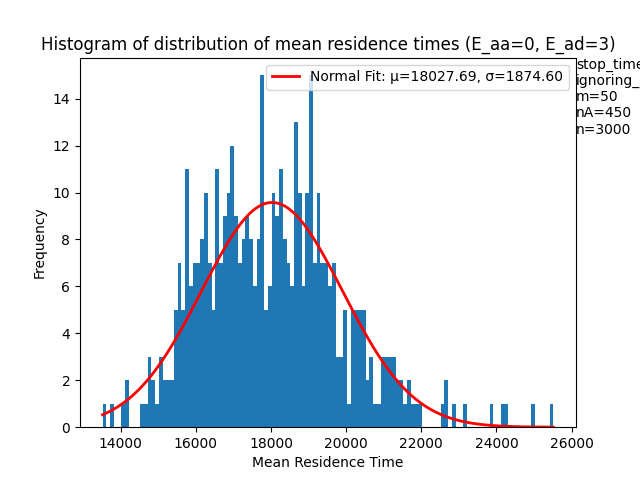 Histogram of distribution of mean residence times (E_aa=0, E_ad=3)
Normal Fit: μ=18027.69, σ=1874.60
stop_time
ignoring_
m=50
nA=450
n=3000
Frequency
14
12
10
8
6
4
2
0
14000 16000 18000 20000 22000 24000 26000
Mean Residence Time